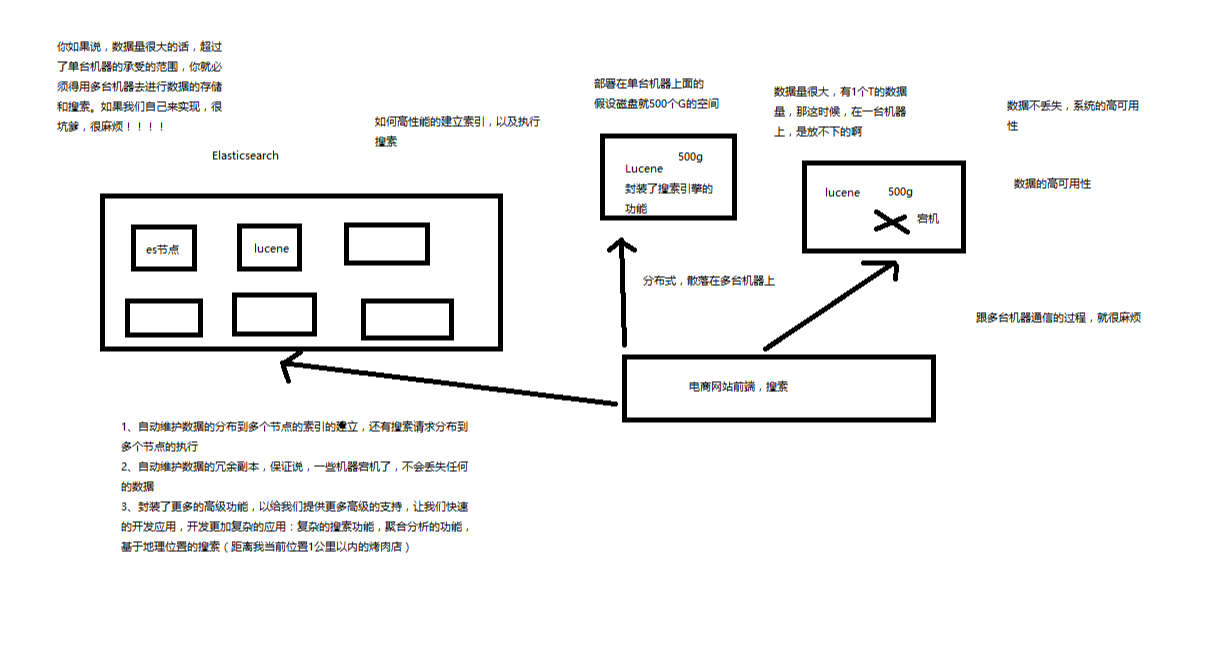 你如果说，数据量很大的话，超过
了单台机器的承受的范围，你就必
须得用多台机器去进行数据的存储
和搜索。如果我们自己来实现，很
坑爹，很麻烦！！！！
如何高性能的建立索引，以及执行
搜索
Elasticsearch
es节点
lucene
部署在单台机器上面的
假设磁盘就500个G的空间
500g
Lucene
封装了搜索引擎的
功能
数据量很大，有1个T的数据
量，那这时候，在一台机器
上，是放不下的啊
lucene
500g
宕机
数据不丢失，系统的高可用
性
数据的高可用性
分布式，散落在多台机器上
跟多台机器通信的过程，就很麻烦
电商网站前端，搜索
1、自动维护数据的分布到多个节点的索引的建立，还有搜索请求分布到
多个节点的执行
2、自动维护数据的冗余副本，保证说，一些机器宕机了，不会丢失任何
的数据
3、封装了更多的高级功能，以给我们提供更多高级的支持，让我们快速
的开发应用，开发更加复杂的应用：复杂的搜索功能，聚合分析的功能，
基于地理位置的搜索（距离我当前位置1公里以内的烤肉店）